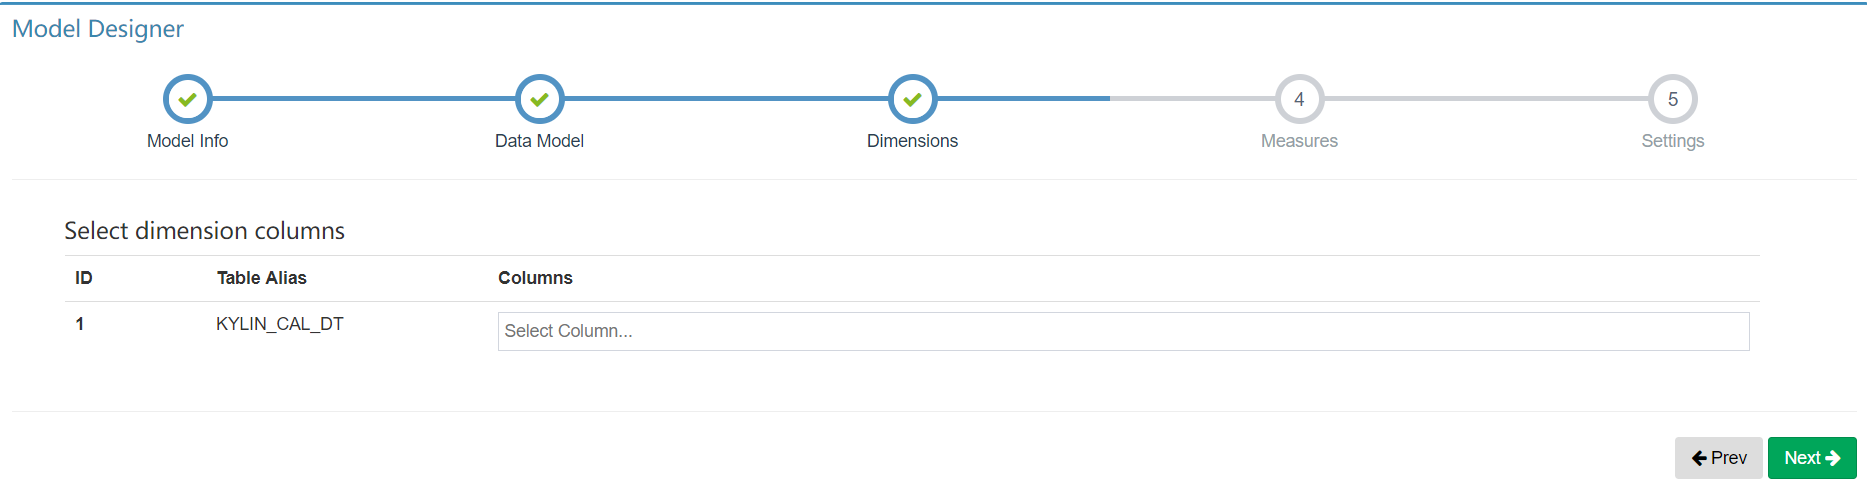 Model Designer
4
5
Model Info
Data Model
Dimensions
Measures
Settings
Select dimension columns
ID
Table Alias
Columns
1
KYLIN_CAL_DT
Select Column...
Prev
Next